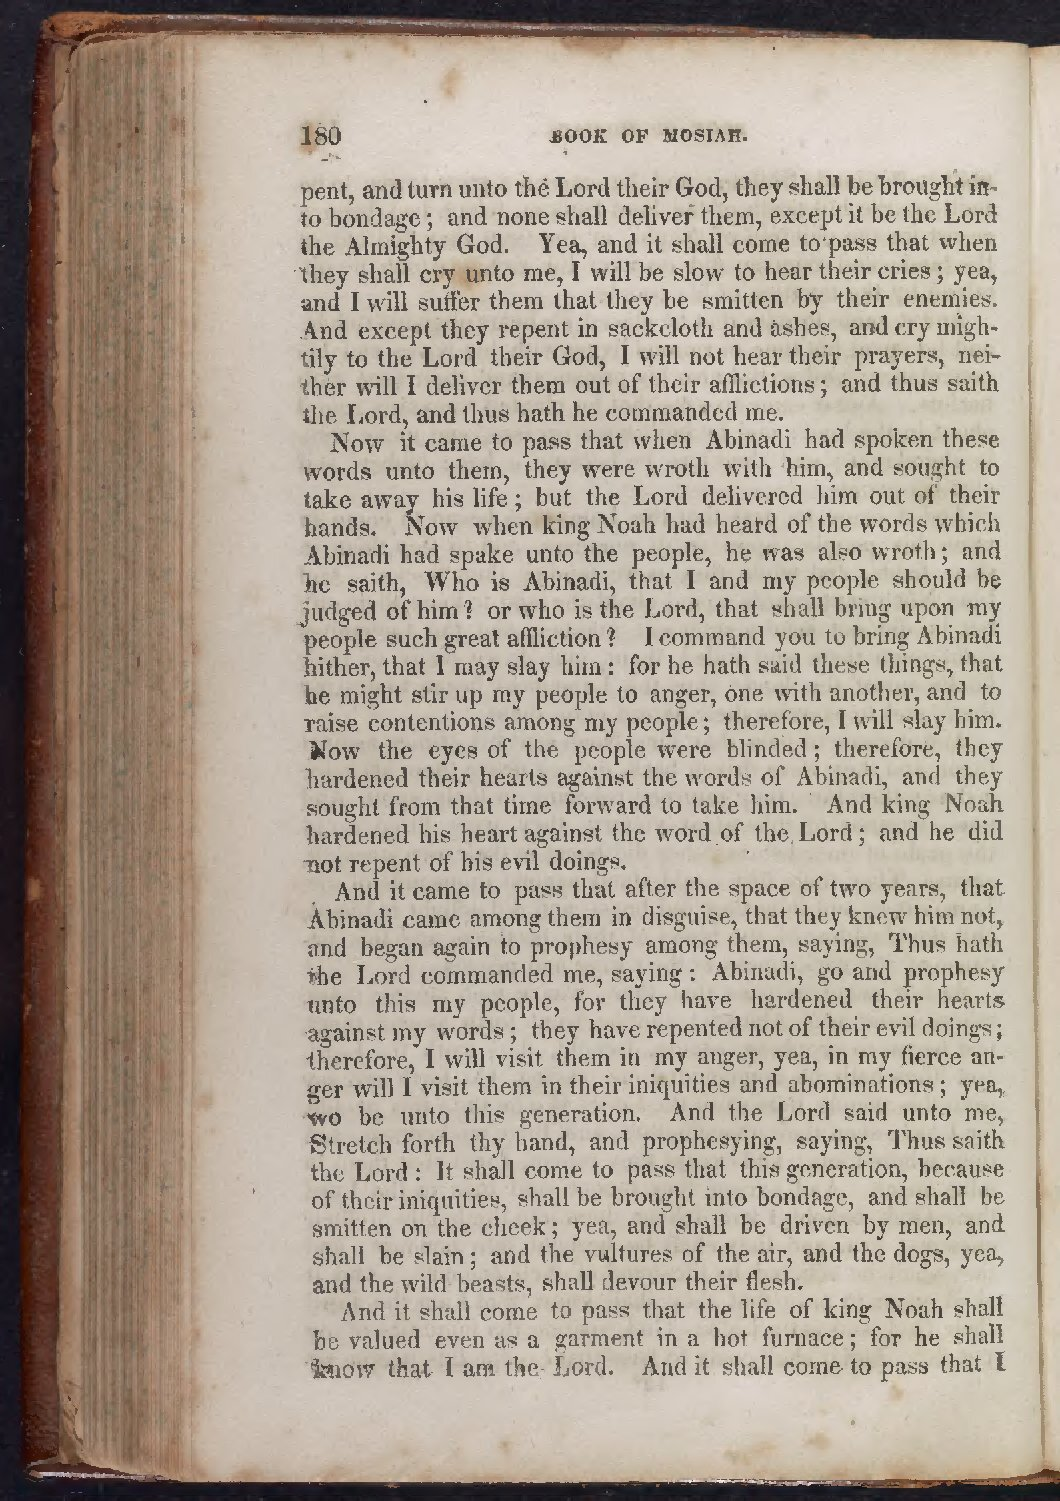 180 BOOK OF MOSIAH.
pent, and turn unto the Lord their God, they shall be brought in-
to bondage; and none shall deliver them, except it be the Lord
the Almighty God. Yea, and it shall come to pass that when
they shall cry unto me, I will be slow to hear their cries; yea,
and I will suffer them that they be smitten by their enemies.
And except they repent in sackcloth and ashes, and cry migh-
tily to the Lord their God, I will not hear their prayers, nei-
ther will I deliver them out of their afflictions; and thus saith
the Lord, and thus hath he commanded me.
Now it came to pass that when Abinadi had spoken these
words unto them, they were wroth with him, and sought to
take away his life; but the Lord delivered him out of their
hands. Now when king Noah had heard of the words which
Abinadi had spake unto the people, he was also wroth; and
he saith, Who is Abinadi, that I and my people should be
judged of him? or who is the Lord, that shall bring upon my
people such great affliction? I command you to bring Abinadi
hither, that I may slay him: for he hath said these things, that
he might stir up my people to anger, one with another, and to
raise contentions among my people; therefore, I will slay him.
Now the eyes of the people were blinded; therefore, they
hardened their hearts against the words of Abinadi, and they
sought from that time forward to take him. And king Noah
hardened his heart against the word of the Lord; and he did
not repent of his evil doings.
And it came to pass that after the space of two years, that
Abinadi came among them in disguise, that they knew him not,
and began again to prophesy among them, saying, Thus hath
the Lord commanded me, saying: Abinadi, go and prophesy
unto this my people, for they have hardened their hearts
against my words; they have repented not of their evil doings;
therefore, I will visit them in my anger, yea, in my fierce an-
ger will I visit them in their iniquities and abominations; yea,
wo be unto this generation. And the Lord said unto me,
Stretch forth thy hand, and prophesying, saying, Thus saith
the Lord: It shall come to pass that this generation, because
of their iniquities, shall be brought into bondage, and shall be
smitten on the cheek; yea, and shall be driven by men, and
shall be slain; and the vultures of the air, and the dogs, yea,
and the wild beasts, shall devour their flesh.
And it shall come to pass that the life of king Noah shall
be valued even as a garment in a hot furnace; for he shall
know that I am the Lord. And it shall come to pass that I